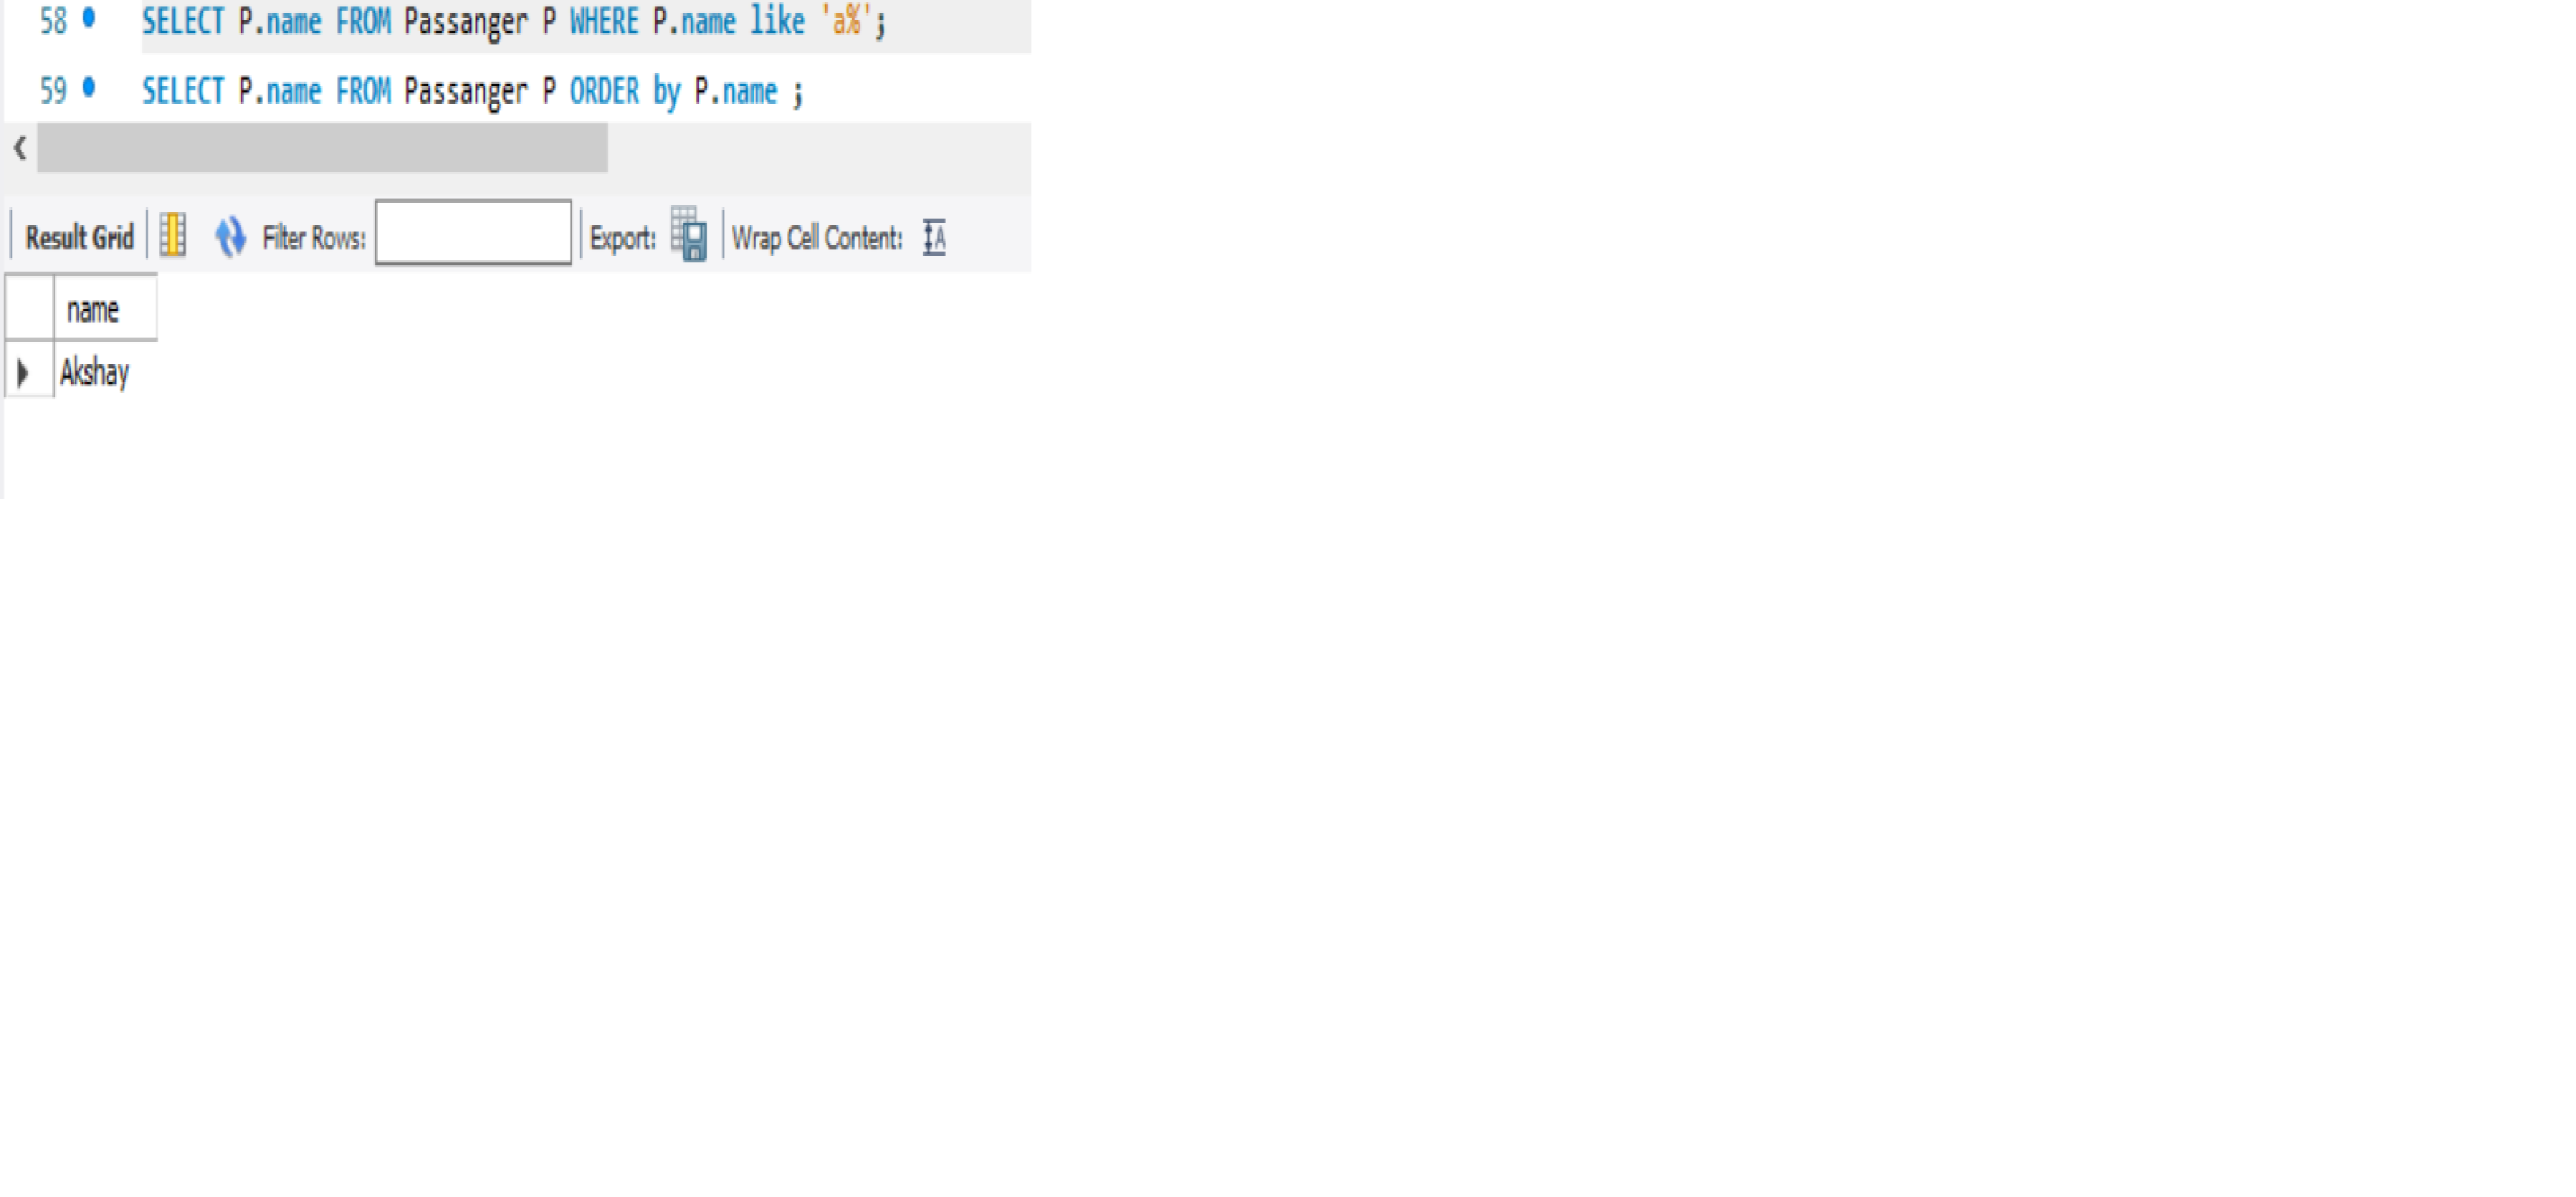 58 SELECT P.name FROM Passanger P WHERE P.name like 'a%';
59 SELECT P.name FROM Passanger P ORDER by P.name ;
Result Grid Filter Rows: Export: Wrap Cell Content: IA
name
Akshay